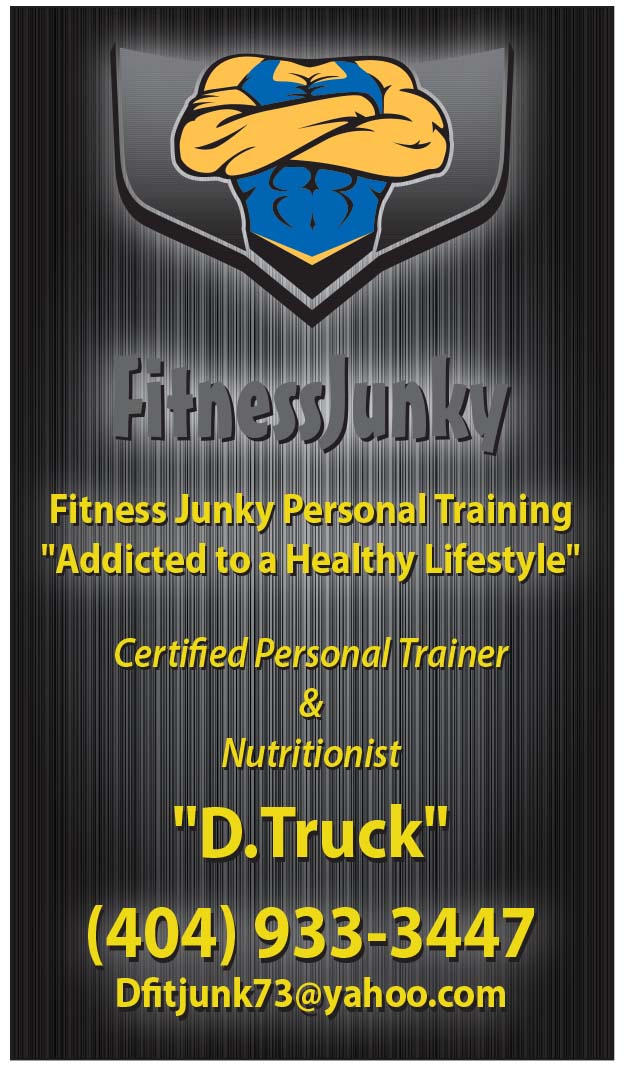 FitnessJunky
Fitness Junky Personal Training
"Addicted to a Healthy Lifestyle"
Certified Personal Trainer
&
Nutritionist
"D.Truck"
(404) 933-3447
Dfitjunk73@yahoo.com